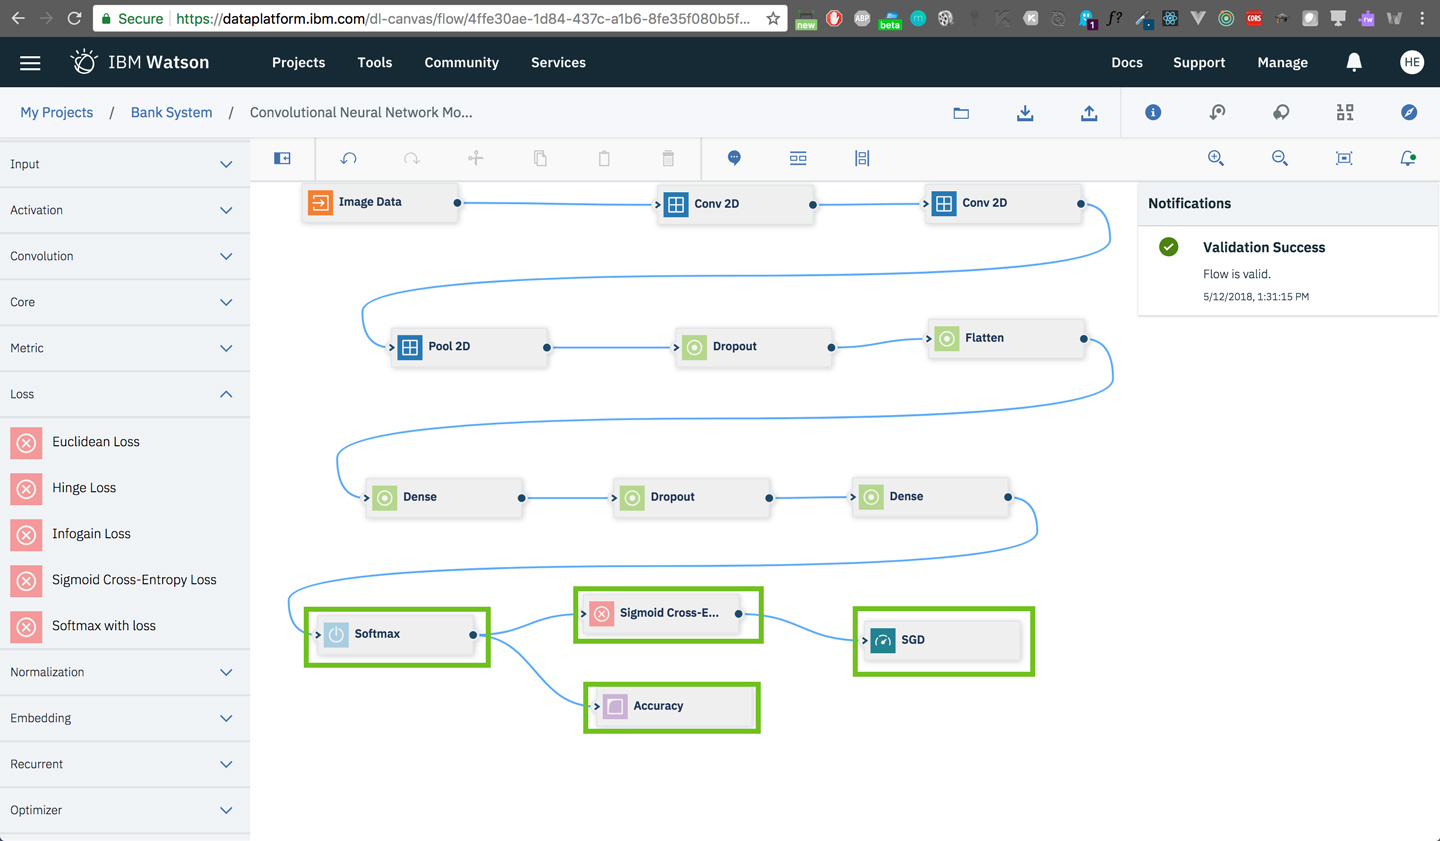 Secure https://dataplatform.ibm.com/dl-canvas/flow/4ffe30ae-1d84-437c-a1b6-8fe35f080b5f...
new ABP beta 1 f? CORS rw
IBM Watson Projects Tools Community Services Docs Support Manage HE
My Projects / Bank System / Convolutional Neural Network Mo...
Input
Activation
Convolution
Core
Metric
Loss
Euclidean Loss
Hinge Loss
Infogain Loss
Sigmoid Cross-Entropy Loss
Softmax with loss
Normalization
Embedding
Recurrent
Optimizer
Image Data
Conv 2D
Conv 2D
Pool 2D
Dropout
Flatten
Dense
Dropout
Dense
Softmax
Sigmoid Cross-E...
SGD
Accuracy
Notifications
Validation Success
Flow is valid.
5/12/2018, 1:31:15 PM